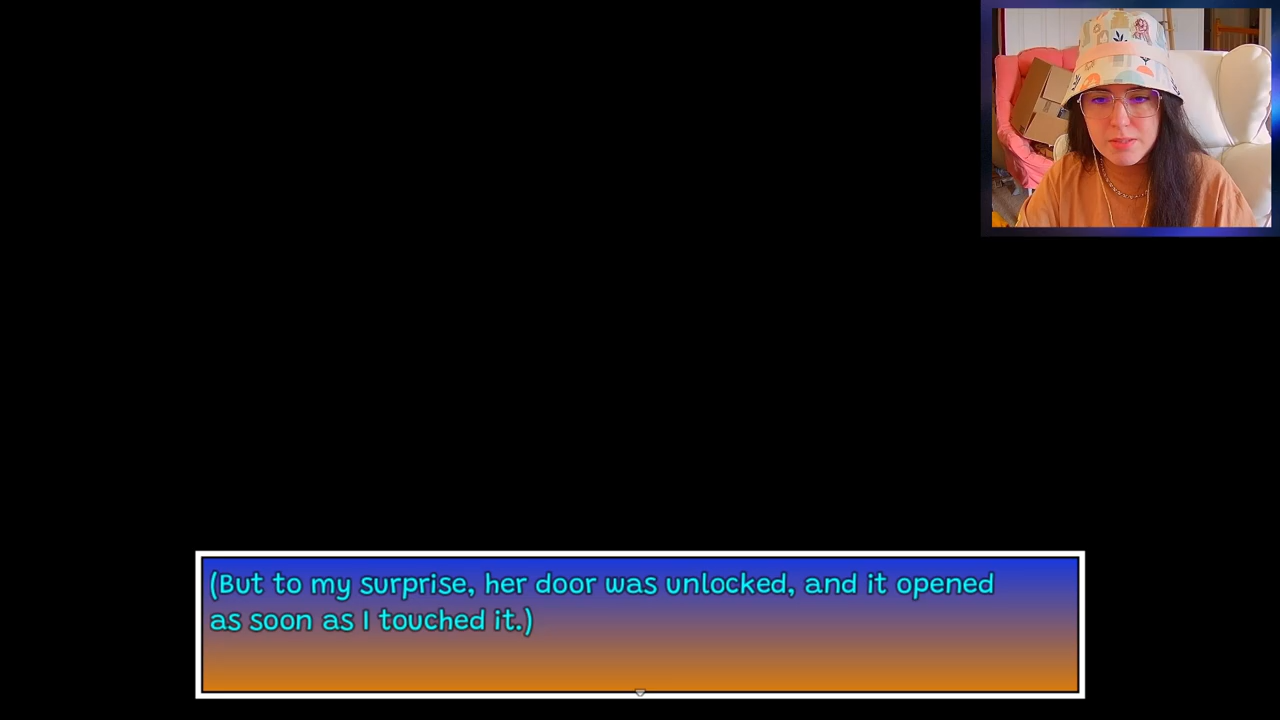 (But to my surprise, her door was unlocked, and it opened
as soon as I touched it.)